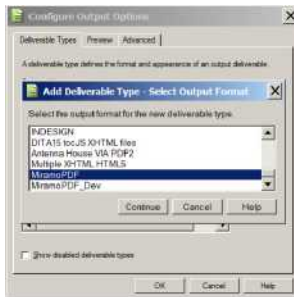 Configure Output Options
Deliverable Types Preview Advanced
A deliverable type defines the format and appearance of an output deliverable.
Add Deliverable Type - Select Output Format
Select the output format for the new deliverable type.
INDESIGN
DITA15 tocJS XHTML files
Antenna House VIA PDF2
Multiple XHTML HTML5
MiramoPDF
MiramoPDF_Dev
Continue Cancel Help
Show disabled deliverable types
OK Cancel Help